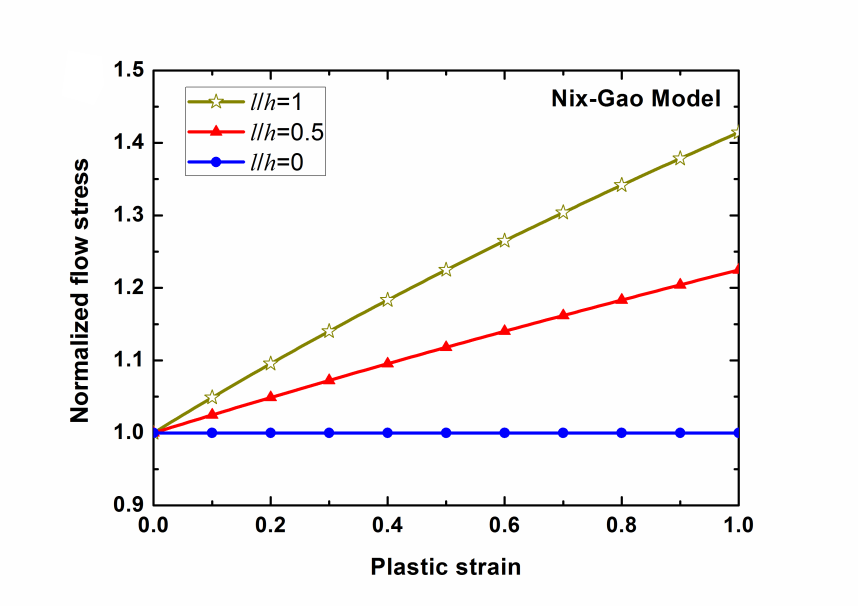 1.5
1.4
1.3
1.2
1.1
1.0
0.9
Normalized flow stress
l/h=1
l/h=0.5
l/h=0
Nix-Gao Model
0.0 0.2 0.4 0.6 0.8 1.0
Plastic strain